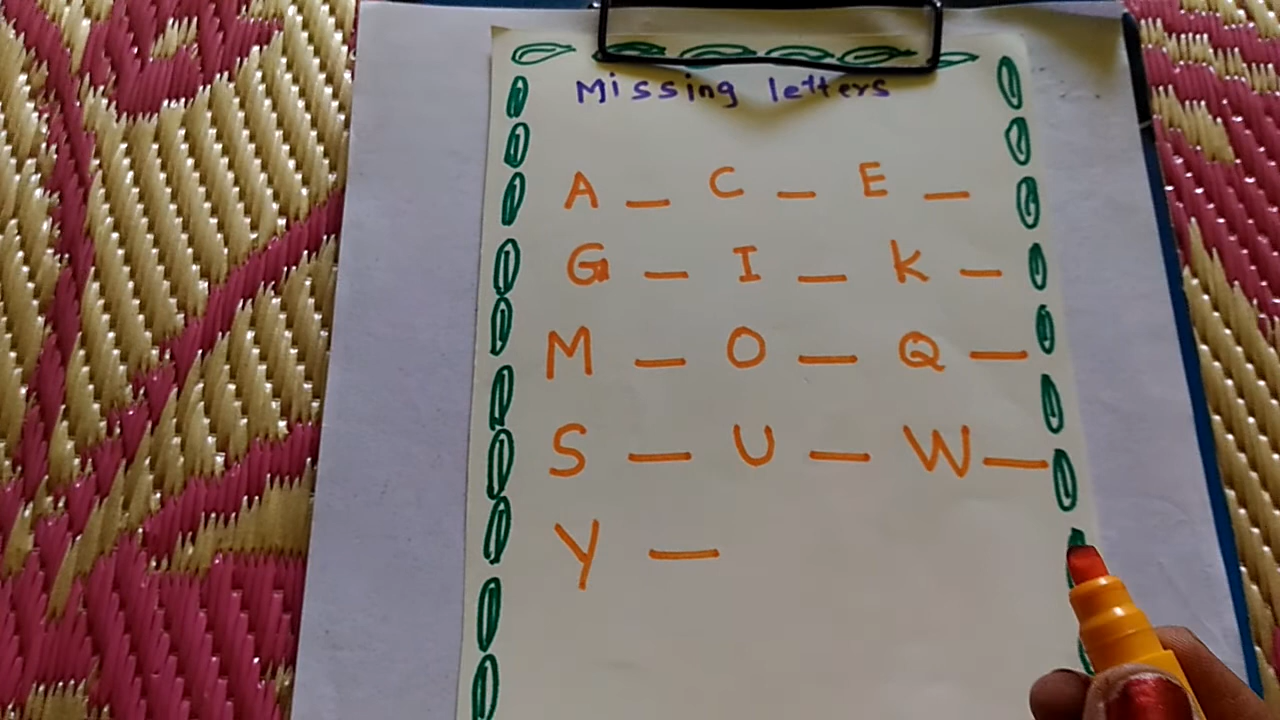 Missing letters
A _ C _ E _
G _ I _ K _
M _ O _ Q _
S _ U _ W _
Y _